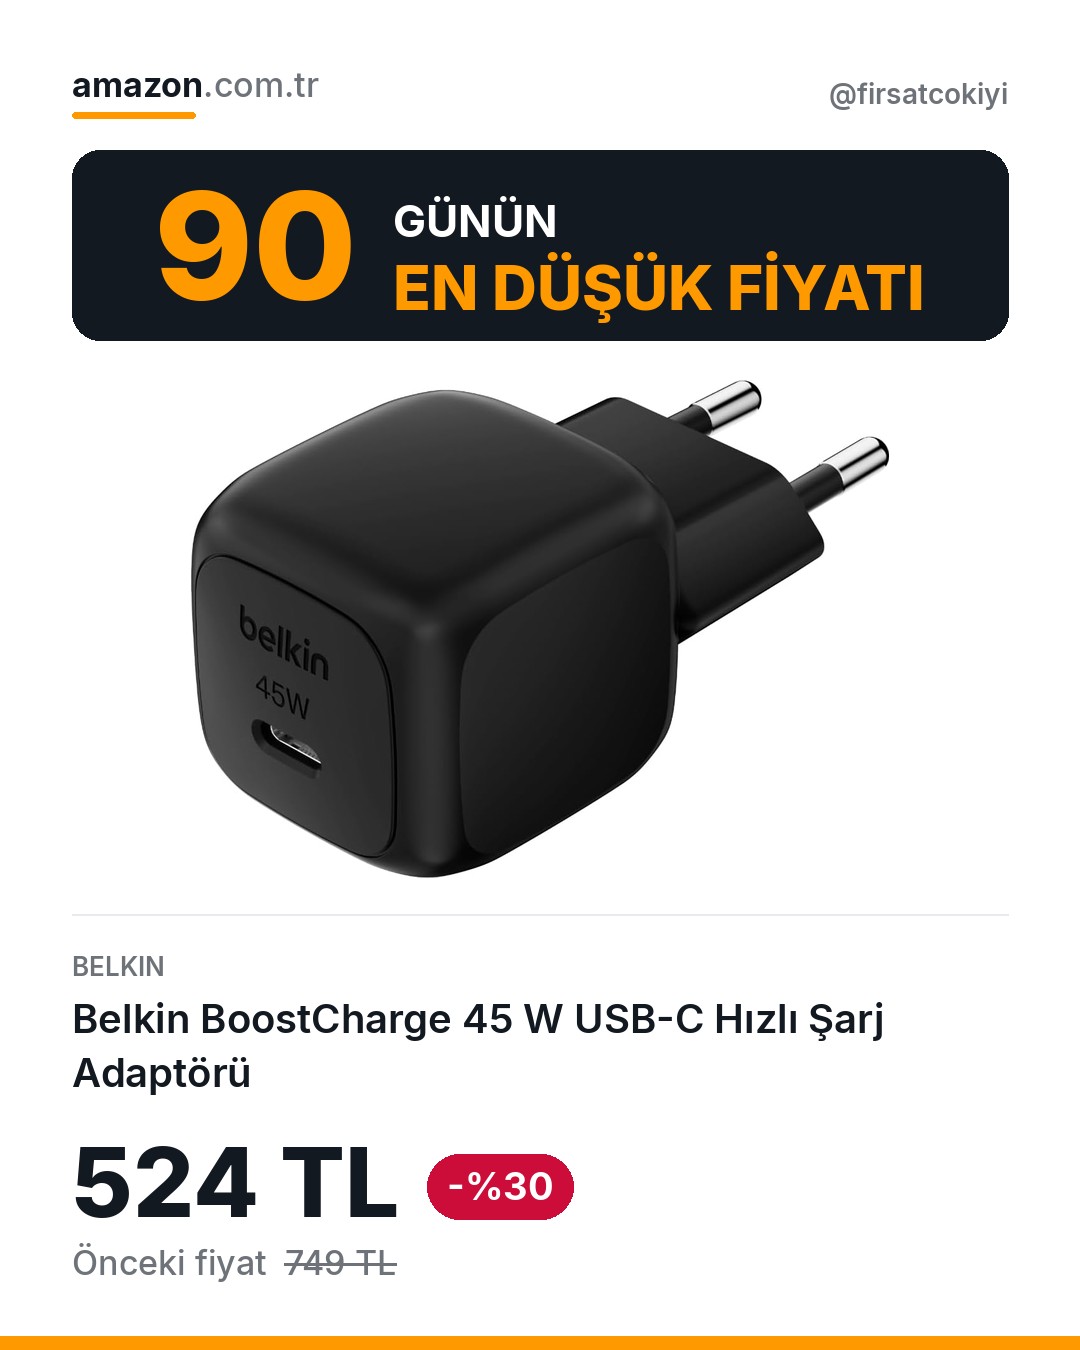 amazon.com.tr
@firsatcokiyi
90
GÜNÜN
EN DÜŞÜK FİYATI
belkin
45W
BELKIN
Belkin BoostCharge 45 W USB-C Hızlı Şarj
Adaptörü
524 TL
-%30
Önceki fiyat 749 TL